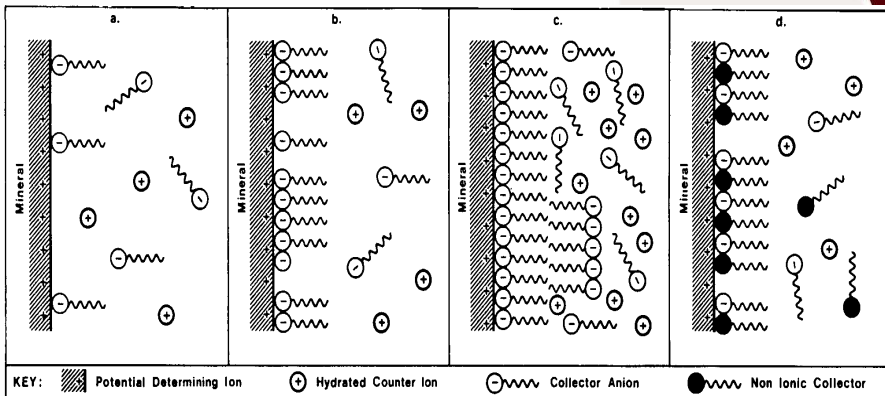 a. b. c. d.
Mineral Mineral Mineral Mineral
KEY: Potential Determining Ion Hydrated Counter Ion Collector Anion Non Ionic Collector